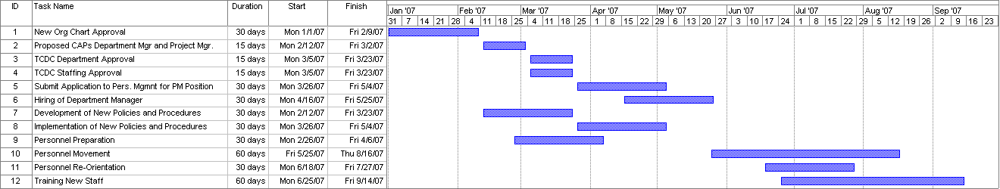 ID Task Name Duration Start Finish Jan '07 Feb '07 Mar '07 Apr '07 May '07 Jun '07 Jul '07 Aug '07 Sep '07
31 7 14 21 28 4 11 18 25 4 11 18 25 1 8 15 22 29 6 13 20 27 3 10 17 24 1 8 15 22 29 5 12 19 26 2 9 16 23
1 New Org Chart Approval 30 days Mon 1/1/07 Fri 2/9/07
2 Proposed CAPs Department Mgr and Project Mgr. 15 days Mon 2/12/07 Fri 3/2/07
3 TCDC Department Approval 15 days Mon 3/5/07 Fri 3/23/07
4 TCDC Staffing Approval 15 days Mon 3/5/07 Fri 3/23/07
5 Submit Application to Pers. Mgmnt for PM Position 30 days Mon 3/26/07 Fri 5/4/07
6 Hiring of Department Manager 30 days Mon 4/16/07 Fri 5/25/07
7 Development of New Policies and Procedures 30 days Mon 2/12/07 Fri 3/23/07
8 Implementation of New Policies and Procedures 30 days Mon 3/26/07 Fri 5/4/07
9 Personnel Preparation 30 days Mon 2/26/07 Fri 4/6/07
10 Personnel Movement 60 days Fri 5/25/07 Thu 8/16/07
11 Personnel Re-Orientation 30 days Mon 6/18/07 Fri 7/27/07
12 Training New Staff 60 days Mon 6/25/07 Fri 9/14/07